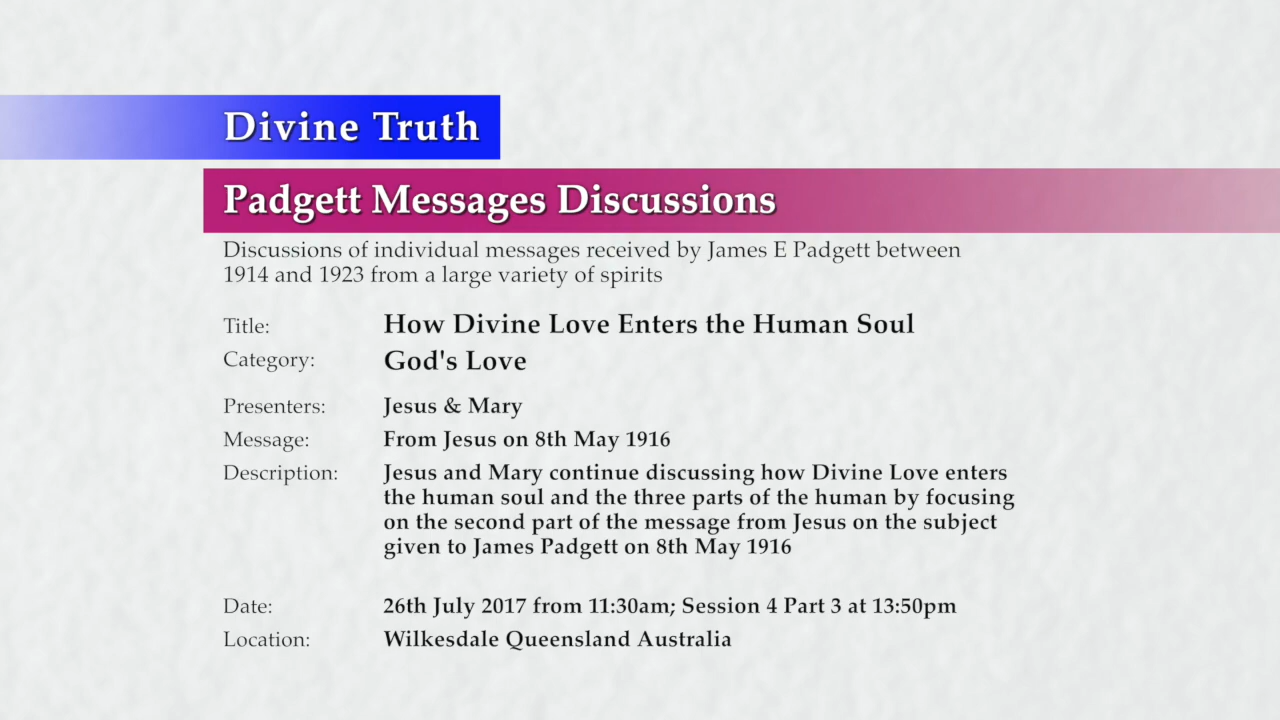 Divine Truth
Padgett Messages Discussions
Discussions of individual messages received by James E Padgett between
1914 and 1923 from a large variety of spirits
Title: How Divine Love Enters the Human Soul
Category: God's Love
Presenters: Jesus & Mary
Message: From Jesus on 8th May 1916
Description: Jesus and Mary continue discussing how Divine Love enters
the human soul and the three parts of the human by focusing
on the second part of the message from Jesus on the subject
given to James Padgett on 8th May 1916
Date: 26th July 2017 from 11:30am; Session 4 Part 3 at 13:50pm
Location: Wilkesdale Queensland Australia